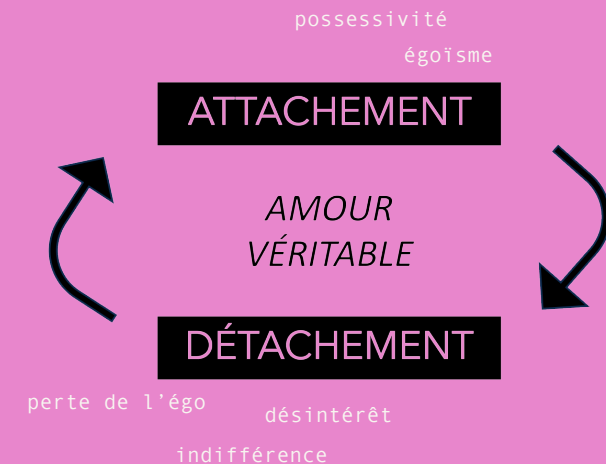 possessivité
égoïsme
ATTACHEMENT
AMOUR
VÉRITABLE
DÉTACHEMENT
perte de l'égo
désintérêt
indifférence